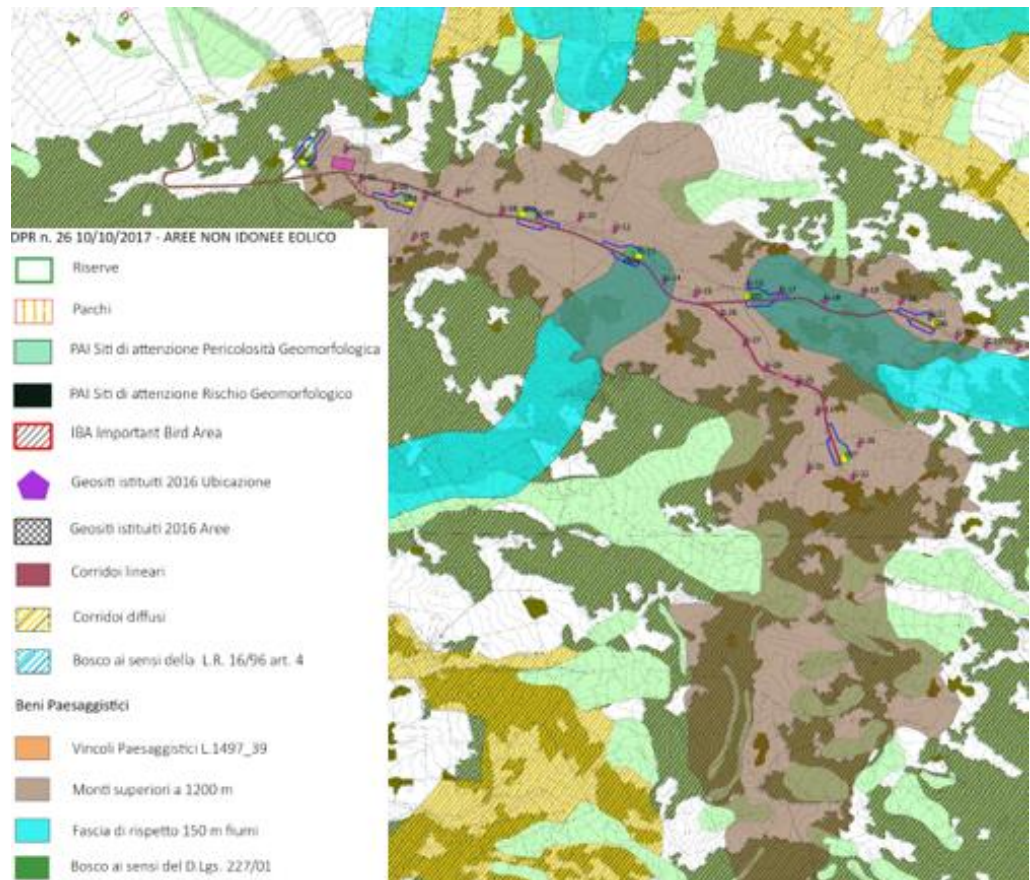 DPR n. 26 10/10/2017 - AREE NON IDONEE EOLICO
Riserve
Parchi
PAI Siti di attenzione Pericolosità Geomorfologica
PAI Siti di attenzione Rischio Geomorfologico
IBA Important Bird Area
Geositi istituiti 2016 Ubicazione
Geositi istituiti 2016 Aree
Corridoi lineari
Corridoi diffusi
Bosco ai sensi della L.R. 16/96 art. 4
Beni Paesaggistici
Vincoli Paesaggistici L.1497_39
Monti superiori a 1200 m
Fascia di rispetto 150 m fiumi
Bosco ai sensi del D.Lgs. 227/01